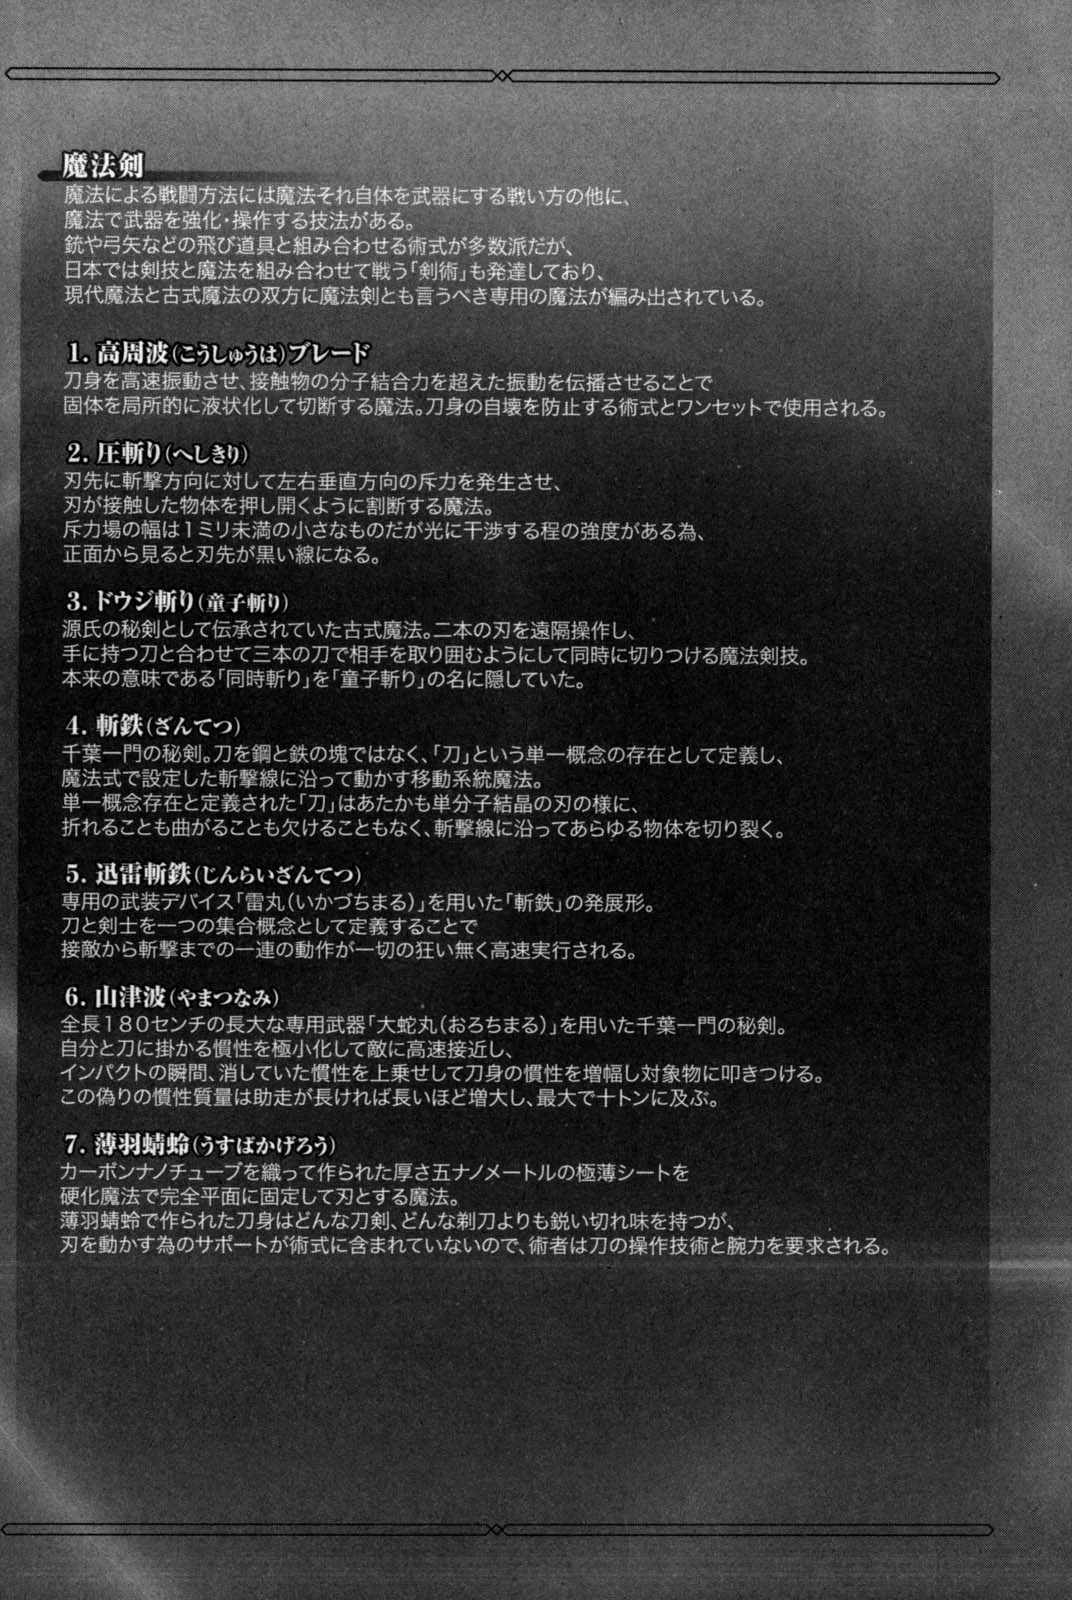 魔法剣
魔法による戦闘方法には魔法それ自体を武器にする戦い方の他に、
魔法で武器を強化・操作する技法がある。
銃や弓矢などの飛び道具と組み合わせる術式が多数派だが、
日本では剣技と魔法を組み合わせて戦う「剣術」も発達しており、
現代魔法と古式魔法の双方に魔法剣とも言うべき専用の魔法が編み出されている。
1. 高周波(こうしゅうは)ブレード
刀身を高速振動させ、接触物の分子結合力を超えた振動を伝播させることで
固体を局所的に液状化して切断する魔法。刀身の自壊を防止する術式とワンセットで使用される。
2. 圧斬り(へしきり)
刃先に斬撃方向に対して左右垂直方向の斥力を発生させ、
刃が接触した物体を押し開くように割断する魔法。
斥力場の幅は1ミリ未満の小さなものだが光に干渉する程の強度がある為、
正面から見ると刃先が黒い線になる。
3. ドウジ斬り(童子斬り)
源氏の秘剣として伝承されていた古式魔法。二本の刃を遠隔操作し、
手に持つ刀と合わせて三本の刀で相手を取り囲むようにして同時に切りつける魔法剣技。
本来の意味である「同時斬り」を「童子斬り」の名に隠していた。
4. 斬鉄(ざんてつ)
千葉一門の秘剣。刀を鋼と鉄の塊ではなく、「刀」という単一概念の存在として定義し、
魔法式で設定した斬撃線に沿って動かす移動系統魔法。
単一概念存在と定義された「刀」はあたかも単分子結晶の刃の様に、
折れることも曲がることも欠けることもなく、斬撃線に沿ってあらゆる物体を切り裂く。
5. 迅雷斬鉄(じんらいざんてつ)
専用の武装デバイス「雷丸(いかづちまる)」を用いた「斬鉄」の発展形。
刀と剣士を一つの集合概念として定義することで
接敵から斬撃までの一連の動作が一切の狂い無く高速実行される。
6. 山津波(やまつなみ)
全長180センチの長大な専用武器「大蛇丸(おろちまる)」を用いた千葉一門の秘剣。
自分と刀に掛かる慣性を極小化して敵に高速接近し、
インパクトの瞬間、消していた慣性を上乗せして刀身の慣性を増幅し対象物に叩きつける。
この偽りの慣性質量は助走が長ければ長いほど増大し、最大で十トンに及ぶ。
7. 薄羽蜻蛉(うすばかげろう)
カーボンナノチューブを織って作られた厚さ五ナノメートルの極薄シートを
硬化魔法で完全平面に固定して刃とする魔法。
薄羽蜻蛉で作られた刀身はどんな刀剣、どんな剃刀よりも鋭い切れ味を持つが、
刃を動かす為のサポートが術式に含まれていないので、術者は刀の操作技術と腕力を要求される。